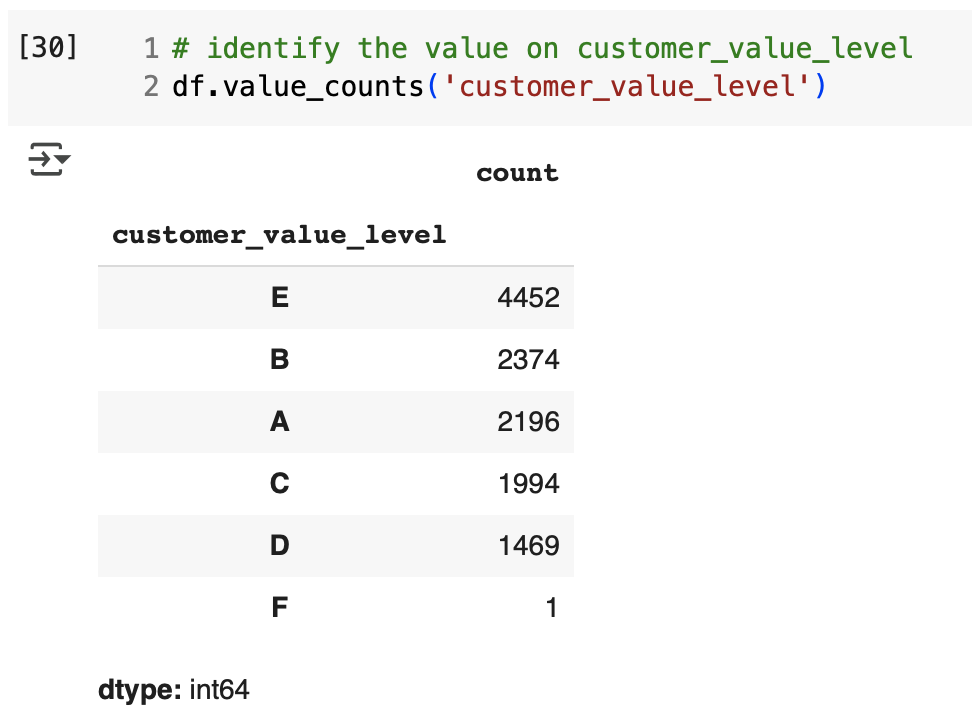 [30] 1 # identify the value on customer_value_level
2 df.value_counts('customer_value_level')
count
customer_value_level
E 4452
B 2374
A 2196
C 1994
D 1469
F 1
dtype: int64